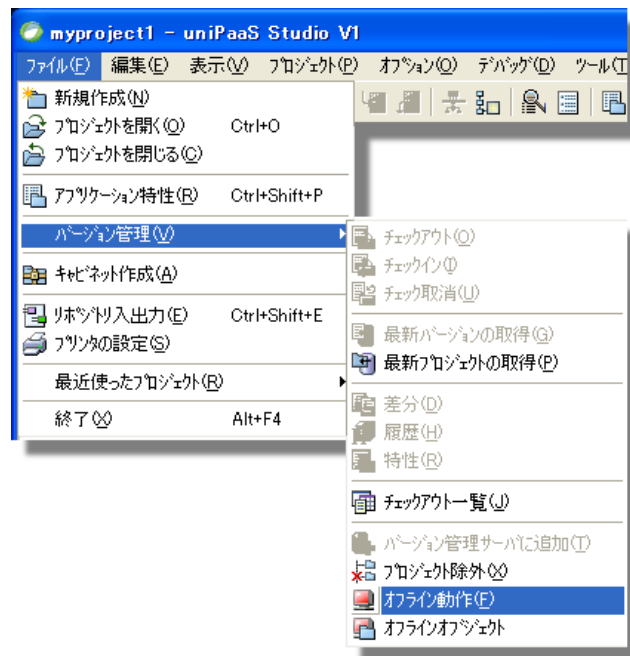 myproject1 - uniPaaS Studio V1
ファイル(F) 編集(E) 表示(V) プロジェクト(P) オプション(O) デバッグ(D) ツール(T
新規作成(N)
プロジェクトを開く(O) Ctrl+O
プロジェクトを閉じる(C)
アプリケーション特性(R) Ctrl+Shift+P
バージョン管理(V)
キャビネット作成(A)
リポジトリ入出力(E) Ctrl+Shift+E
プリンタの設定(S)
最近使ったプロジェクト(R)
終了(X) Alt+F4
チェックアウト(O)
チェックイン(I)
チェック取消(U)
最新バージョンの取得(G)
最新プロジェクトの取得(P)
差分(D)
履歴(H)
特性(R)
チェックアウト一覧(J)
バージョン管理サーバに追加(T)
プロジェクト除外(X)
オフライン動作(F)
オフラインオブジェクト